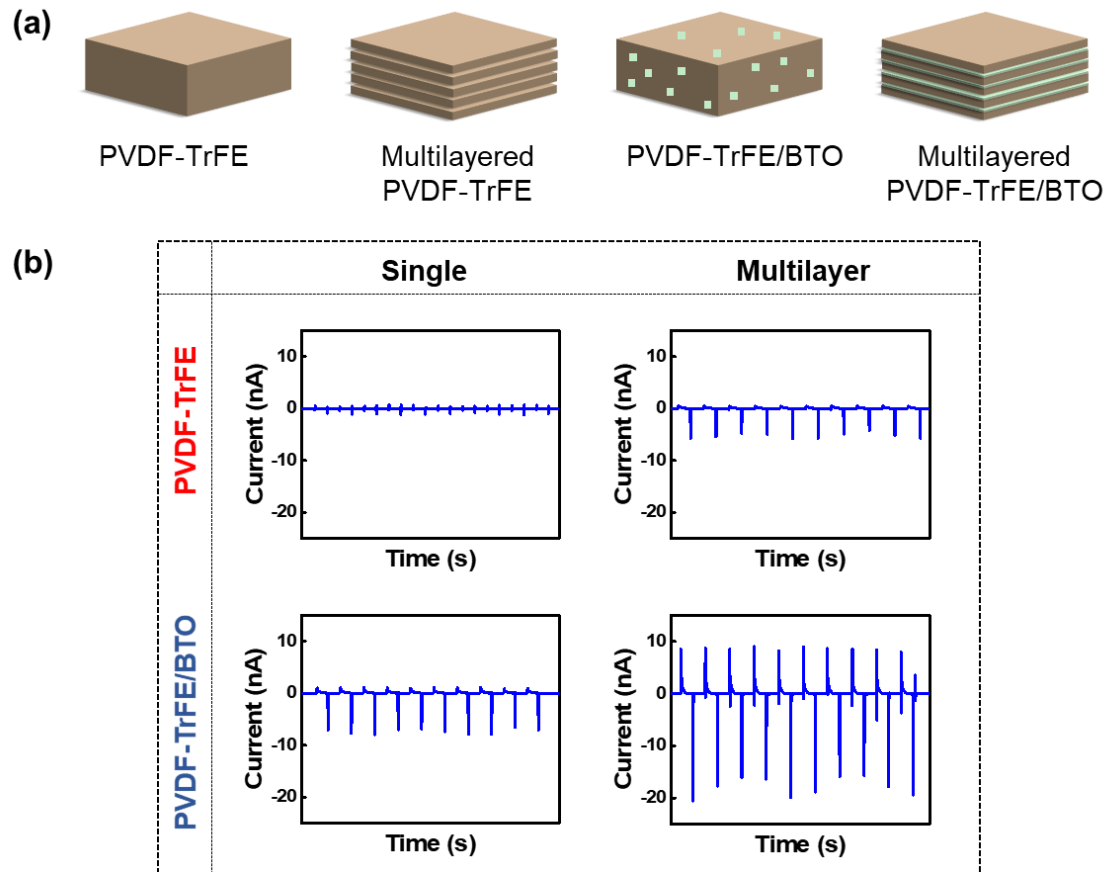 (a)
PVDF-TrFE
Multilayered
PVDF-TrFE
PVDF-TrFE/BTO
Multilayered
PVDF-TrFE/BTO
(b)
Single
Multilayer
PVDF-TrFE
Current (nA)
10
0
-10
-20
Time (s)
Current (nA)
10
0
-10
-20
Time (s)
PVDF-TrFE/BTO
Current (nA)
10
0
-10
-20
Time (s)
Current (nA)
10
0
-10
-20
Time (s)